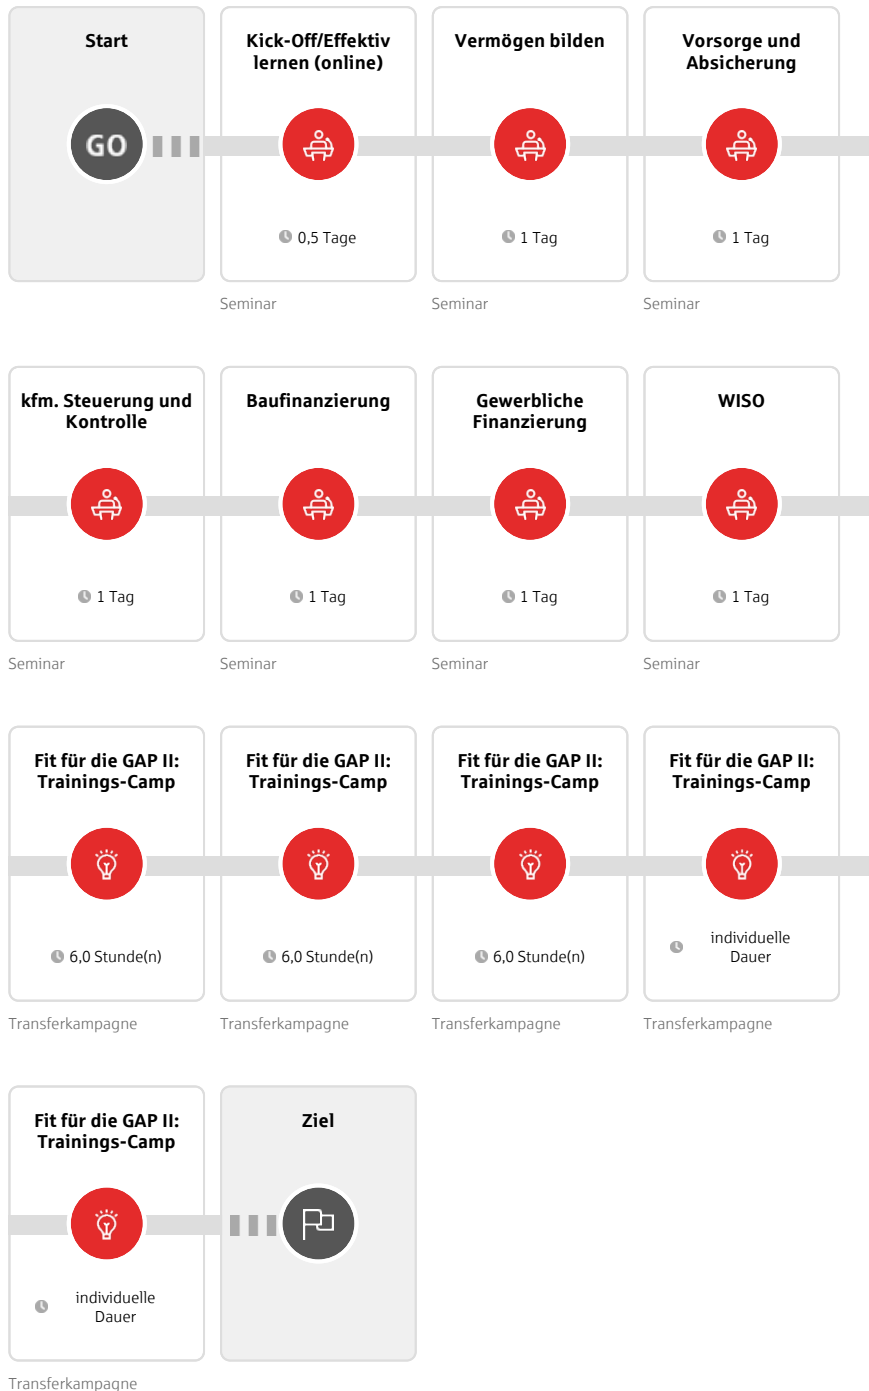 Start
Kick-Off/Effektiv
lernen (online)
Vermögen bilden
Vorsorge und
Absicherung
GO
0,5 Tage
1 Tag
1 Tag
Seminar
Seminar
Seminar
kfm. Steuerung und
Kontrolle
Baufinanzierung
Gewerbliche
Finanzierung
WISO
1 Tag
1 Tag
1 Tag
1 Tag
Seminar
Seminar
Seminar
Seminar
Fit für die GAP II:
Trainings-Camp
Fit für die GAP II:
Trainings-Camp
Fit für die GAP II:
Trainings-Camp
Fit für die GAP II:
Trainings-Camp
6,0 Stunde(n)
6,0 Stunde(n)
6,0 Stunde(n)
individuelle
Dauer
Transferkampagne
Transferkampagne
Transferkampagne
Transferkampagne
Fit für die GAP II:
Trainings-Camp
Ziel
individuelle
Dauer
Transferkampagne